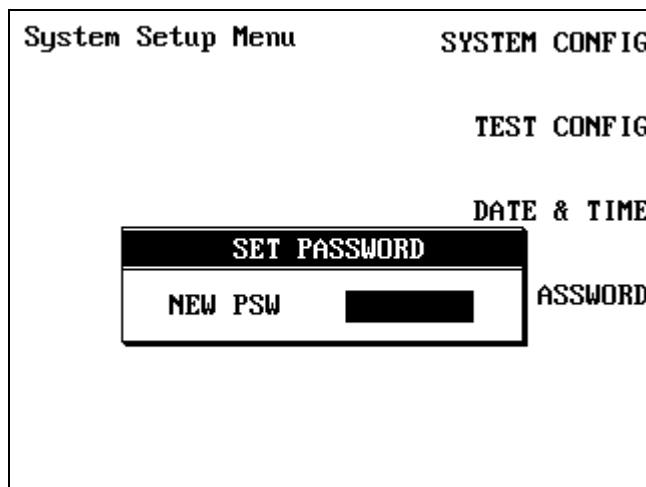 System Setup Menu
SYSTEM CONFIG
TEST CONFIG
DATE & TIME
SET PASSWORD
NEW PSW
ASSWORD